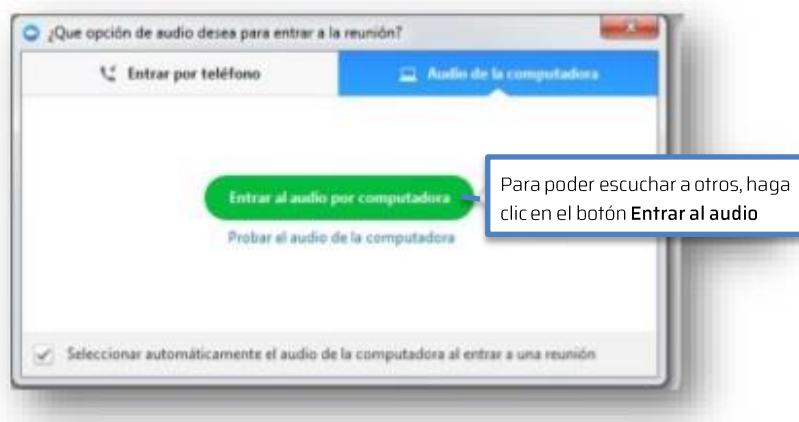 ¿Que opción de audio desea para entrar a la reunión?
Entrar por teléfono
Audio de la computadora
Entrar al audio por computadora
Para poder escuchar a otros, haga
clic en el botón Entrar al audio
Probar el audio de la computadora
Seleccionar automáticamente el audio de la computadora al entrar a una reunión